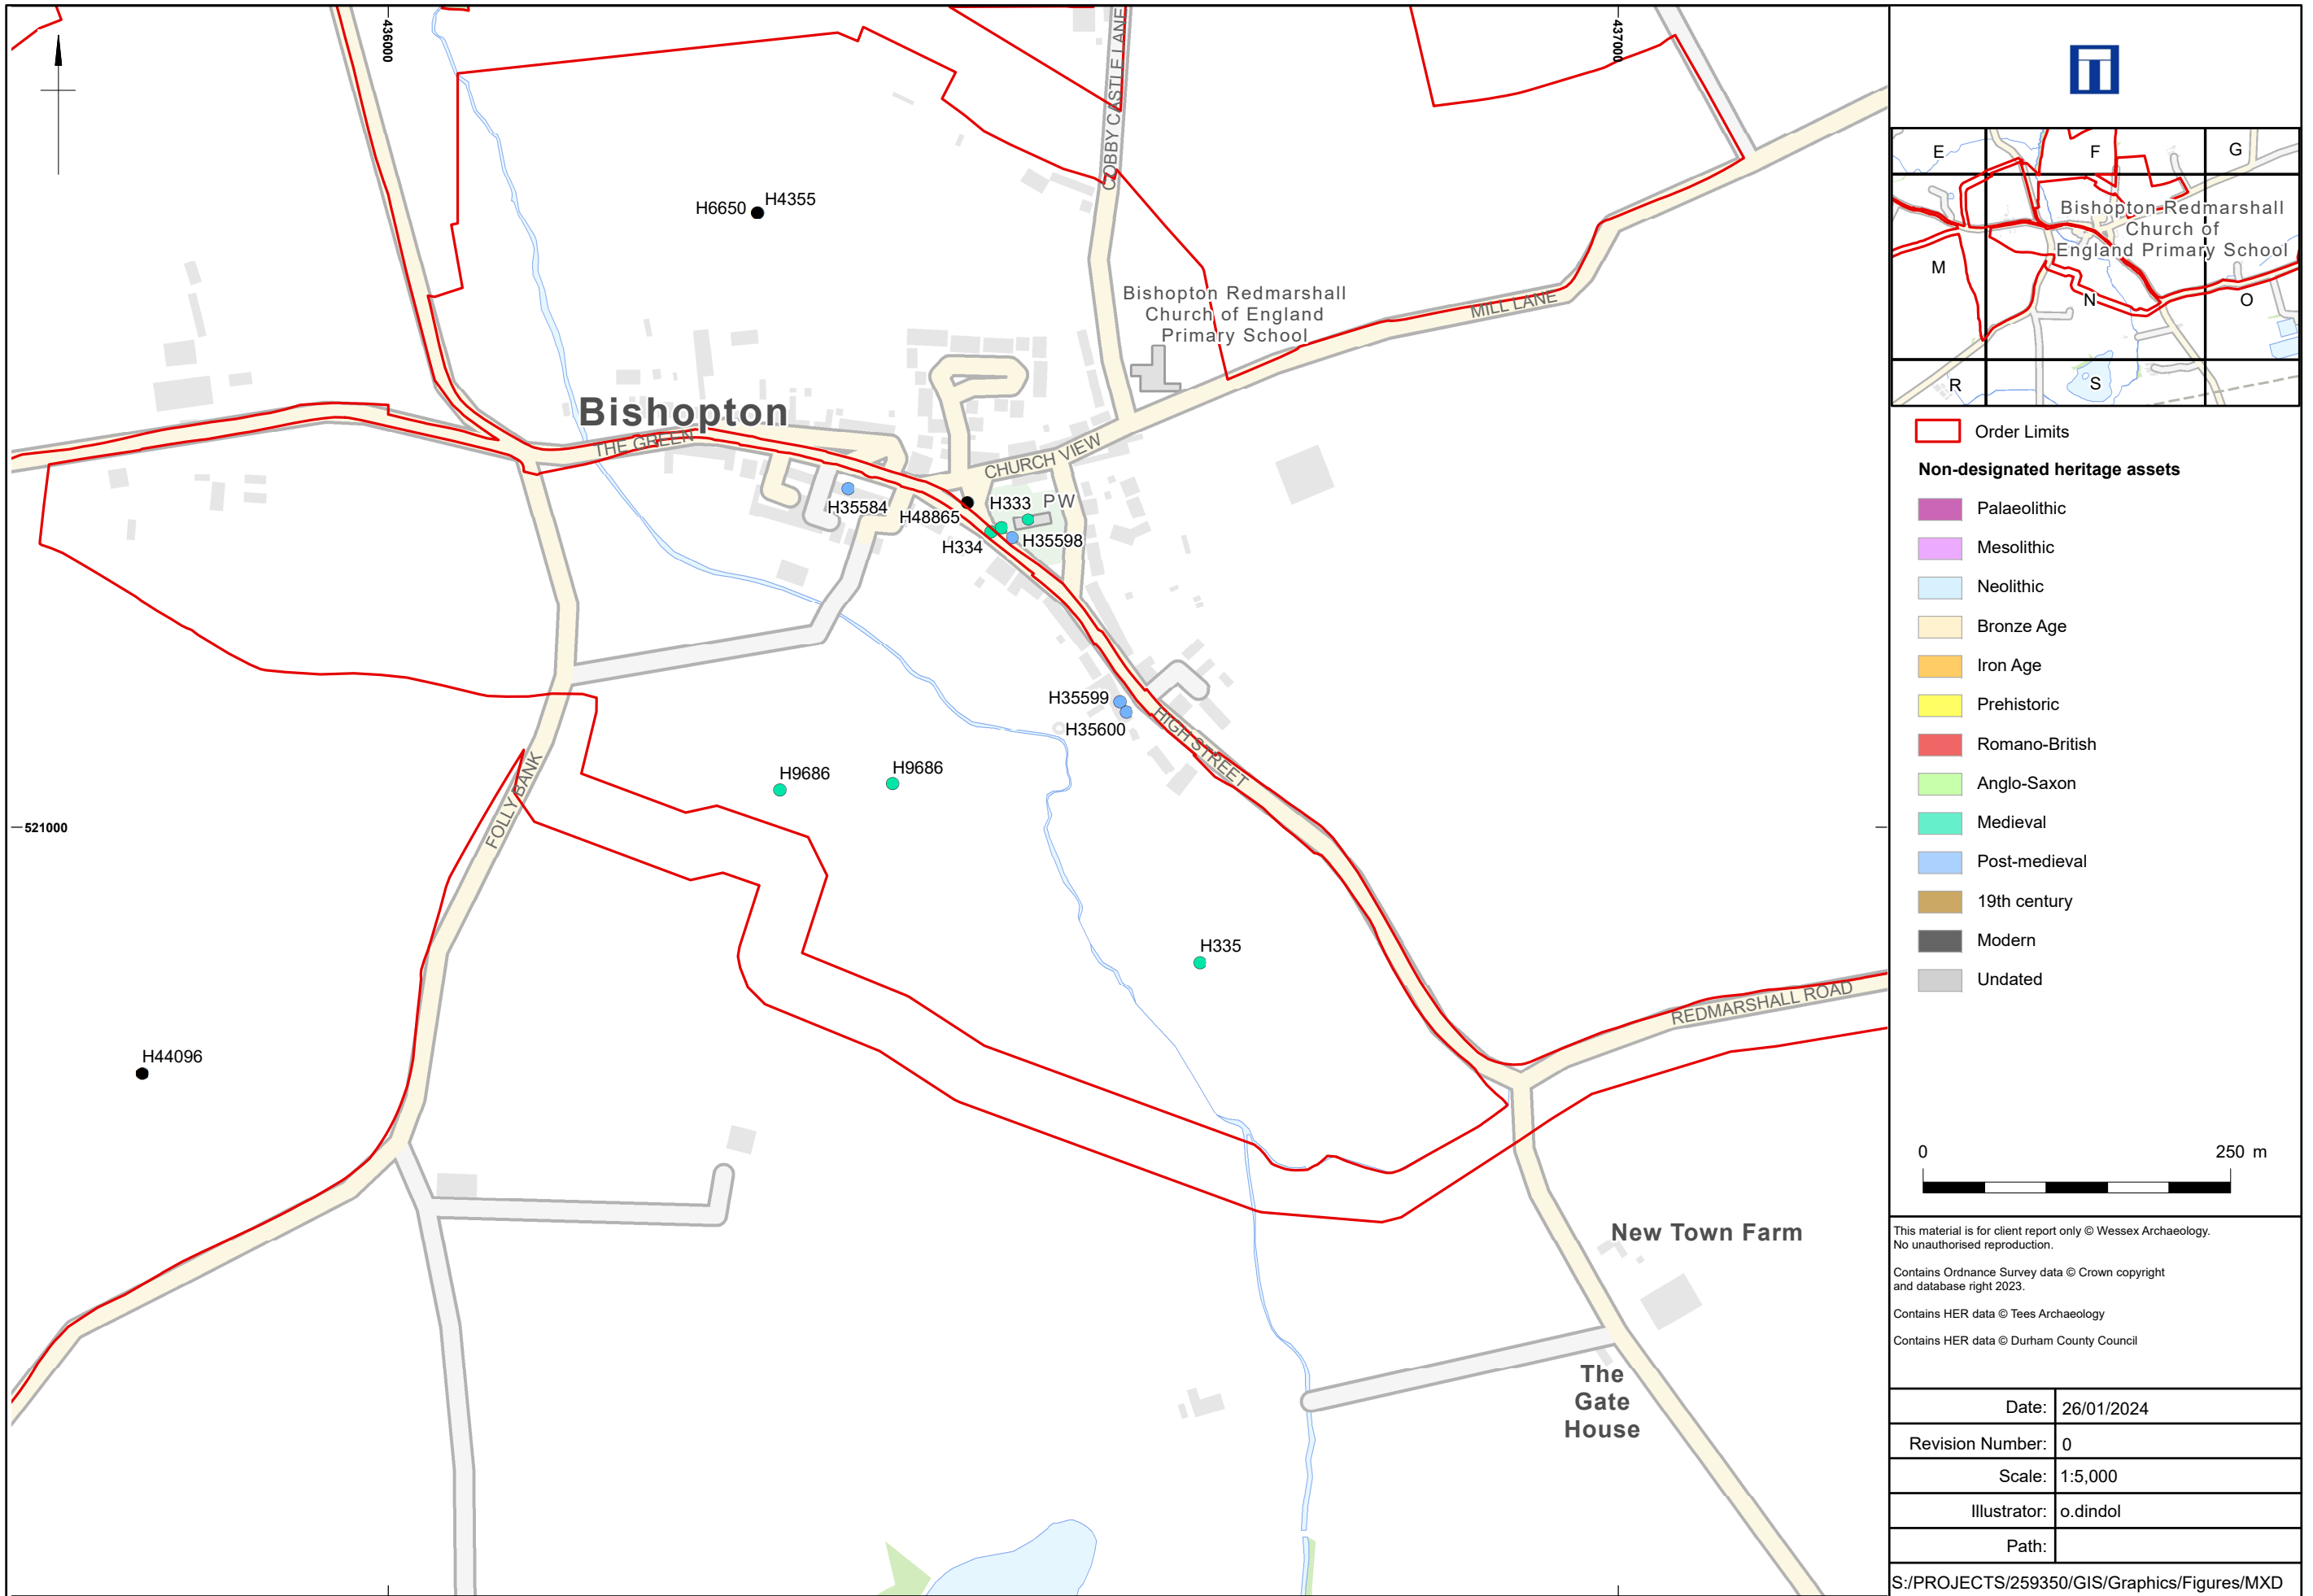 436000
437000
COBBY CASTLE LANE
H6650
H4355
Bishopton Redmarshall
Church of England
Primary School
MILL LANE
Bishopton
THE GREEN
CHURCH VIEW
PW
H333
H35584
H48865
H334
H35598
H35599
H35600
HIGH STREET
H9686
H9686
521000
FOLLY BANK
H335
REDMARSHALL ROAD
H44096
New Town Farm
The
Gate
House
E
F
G
Bishopton Redmarshall
Church of
England Primary School
M
N
O
R
S
Order Limits
Non-designated heritage assets
Palaeolithic
Mesolithic
Neolithic
Bronze Age
Iron Age
Prehistoric
Romano-British
Anglo-Saxon
Medieval
Post-medieval
19th century
Modern
Undated
0 250 m
This material is for client report only © Wessex Archaeology.
No unauthorised reproduction.
Contains Ordnance Survey data © Crown copyright
and database right 2023.
Contains HER data © Tees Archaeology
Contains HER data © Durham County Council
Date: 26/01/2024
Revision Number: 0
Scale: 1:5,000
Illustrator: o.dindol
Path:
S:/PROJECTS/259350/GIS/Graphics/Figures/MXD